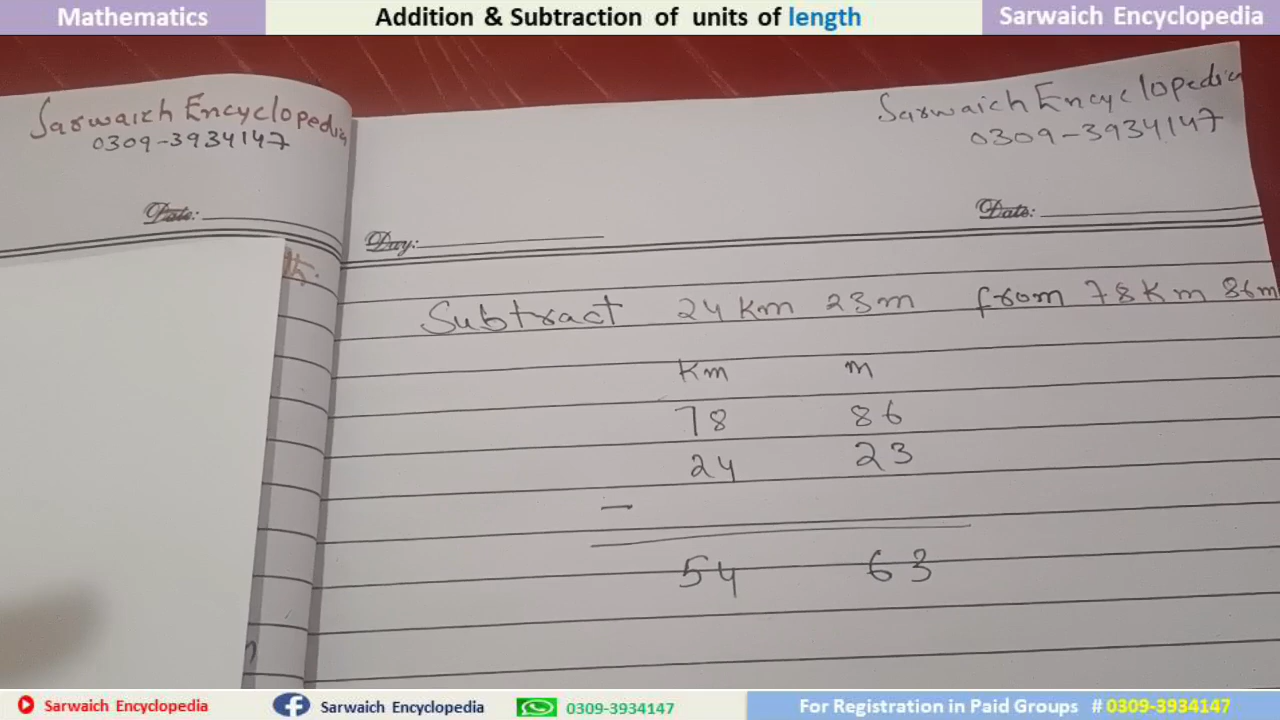 Mathematics
Addition & Subtraction of units of length
Sarwaich Encyclopedia
Sarwaich Encyclopedia
0309-3934147
Date:
Sarwaich Encyclopedia
0309-3934147
Date:
Day:
th.
Subtract 24 Km 23m from 78 Km 86m
Km m
78 86
24 23
—
54 63
Sarwaich Encyclopedia
Sarwaich Encyclopedia
0309-3934147
For Registration in Paid Groups # 0309-3934147